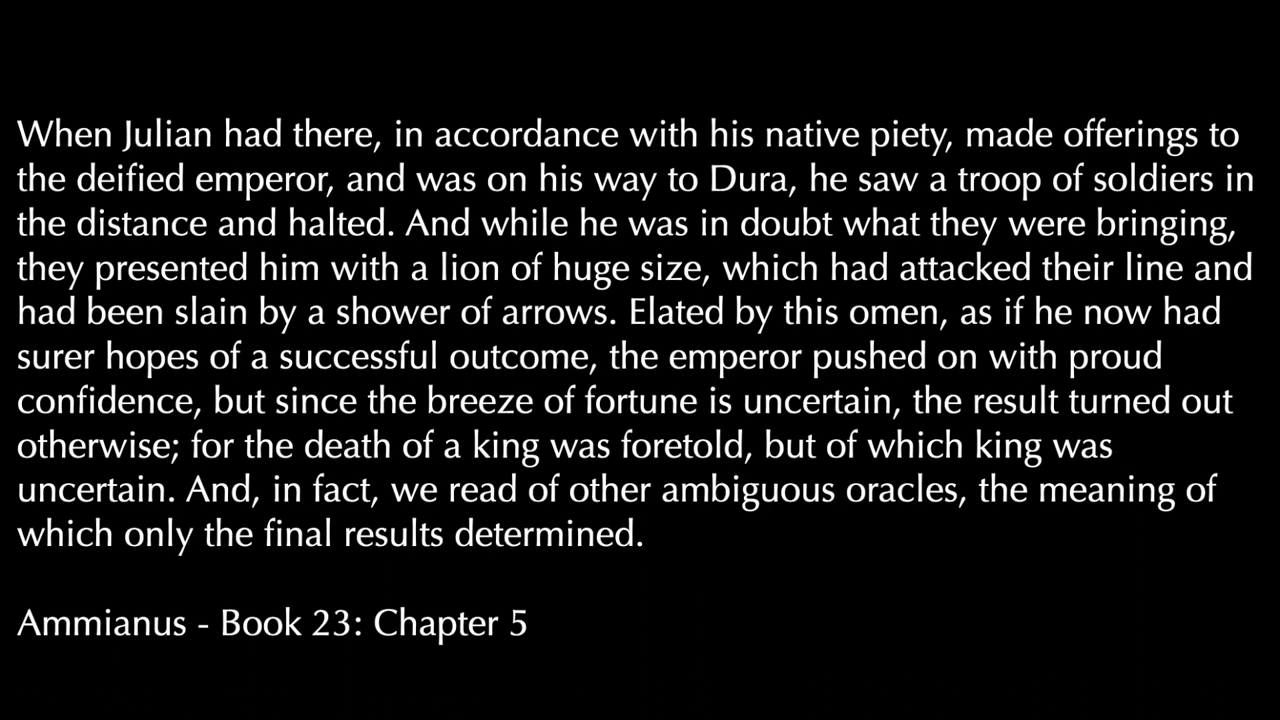 When Julian had there, in accordance with his native piety, made offerings to
the deified emperor, and was on his way to Dura, he saw a troop of soldiers in
the distance and halted. And while he was in doubt what they were bringing,
they presented him with a lion of huge size, which had attacked their line and
had been slain by a shower of arrows. Elated by this omen, as if he now had
surer hopes of a successful outcome, the emperor pushed on with proud
confidence, but since the breeze of fortune is uncertain, the result turned out
otherwise; for the death of a king was foretold, but of which king was
uncertain. And, in fact, we read of other ambiguous oracles, the meaning of
which only the final results determined.
Ammianus - Book 23: Chapter 5